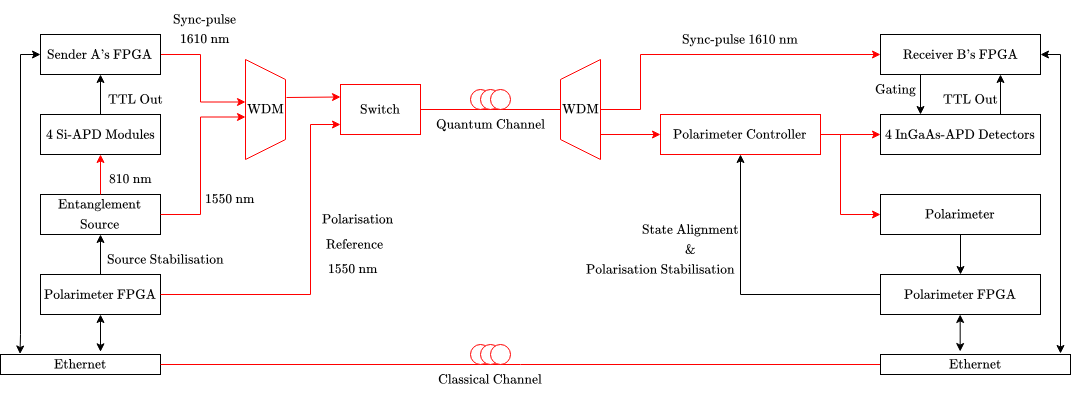 Sync-pulse
1610 nm
Sender A's FPGA
TTL Out
4 Si-APD Modules
810 nm
Entanglement
Source
1550 nm
Source Stabilisation
Polarimeter FPGA
Ethernet
WDM
Switch
Polarisation
Reference
1550 nm
Quantum Channel
Classical Channel
WDM
Sync-pulse 1610 nm
Polarimeter Controller
State Alignment
&
Polarisation Stabilisation
Receiver B's FPGA
Gating
TTL Out
4 InGaAs-APD Detectors
Polarimeter
Polarimeter FPGA
Ethernet